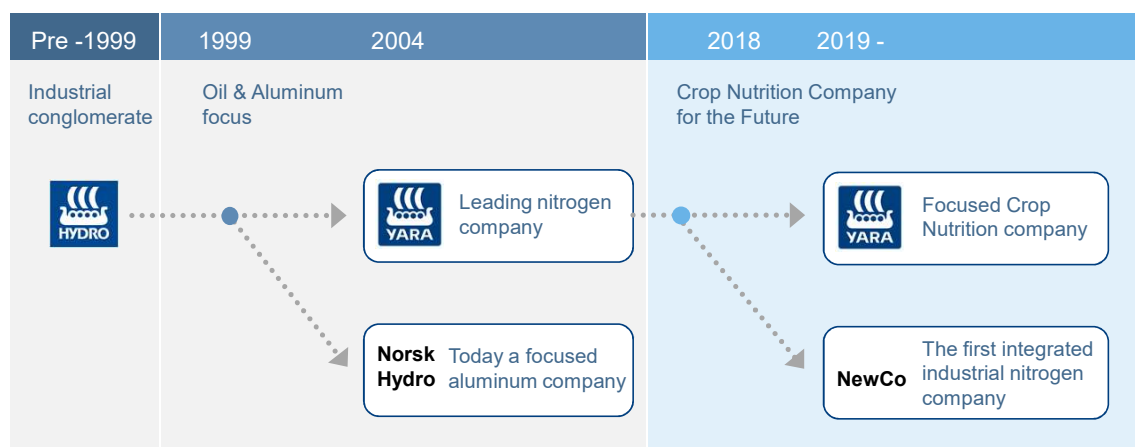 Pre -1999
1999
2004
2018
2019 -
Industrial
conglomerate
Oil & Aluminum
focus
Crop Nutrition Company
for the Future
HYDRO
YARA
Leading nitrogen
company
YARA
Focused Crop
Nutrition company
Norsk
Hydro
Today a focused
aluminum company
NewCo
The first integrated
industrial nitrogen
company